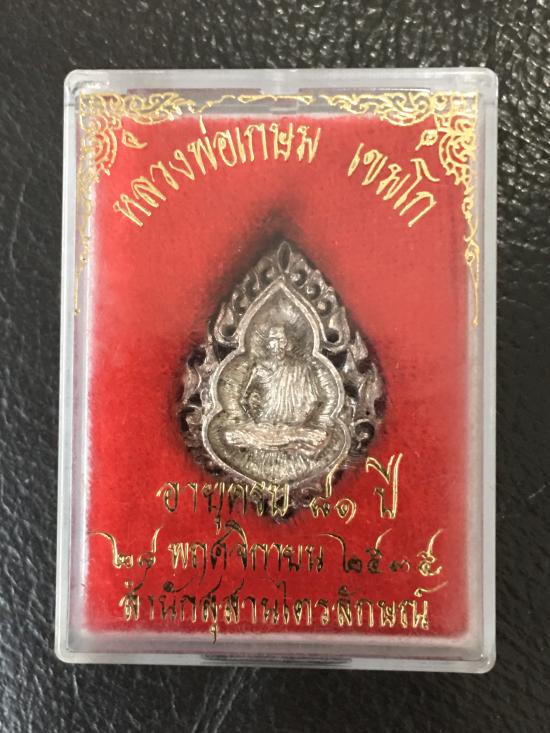 หลวงพ่อเกษม เขมโก
อายุครบ ๘๑ ปี
๒๘ พฤศจิกายน ๒๕๓๕
สำนักสุสานไตรลักษณ์